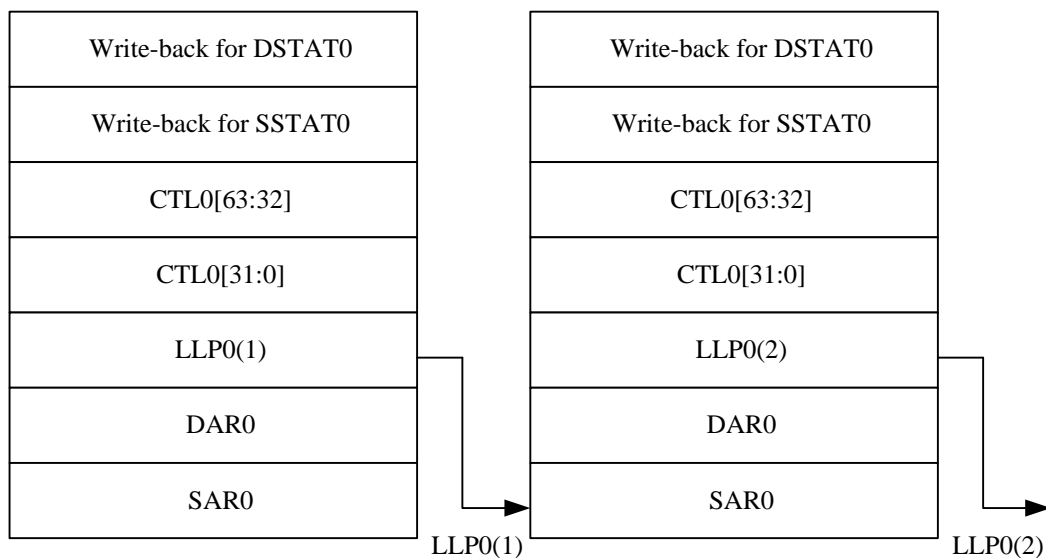 Write-back for DSTAT0
Write-back for SSTAT0
CTL0[63:32]
CTL0[31:0]
LLP0(1)
DAR0
SAR0
LLP0(1)
Write-back for DSTAT0
Write-back for SSTAT0
CTL0[63:32]
CTL0[31:0]
LLP0(2)
DAR0
SAR0
LLP0(2)